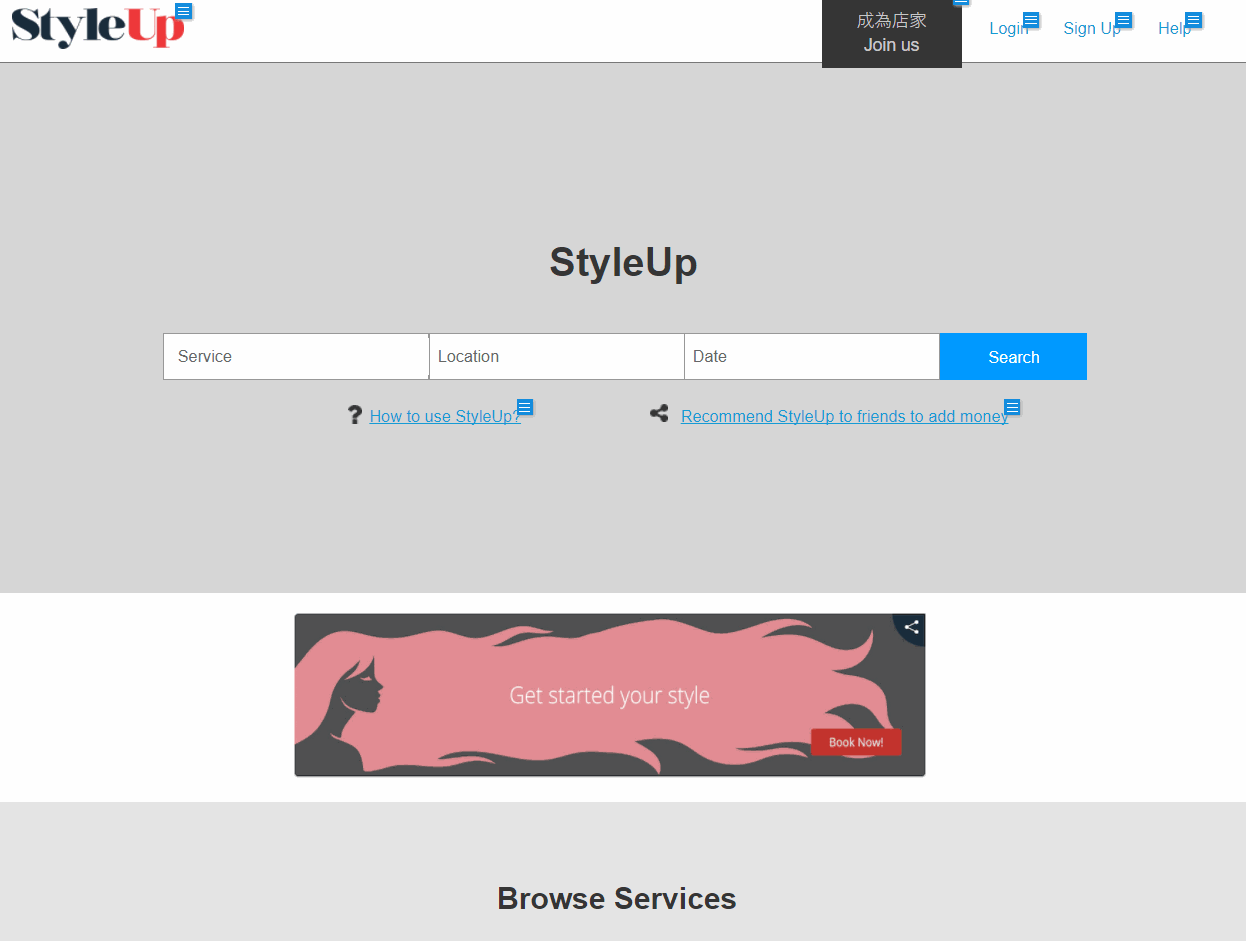 StyleUp
成為店家
Join us
Login
Sign Up
Help
StyleUp
Service
Location
Date
Search
? How to use StyleUp?
Recommend StyleUp to friends to add money
Get started your style
Book Now!
Browse Services